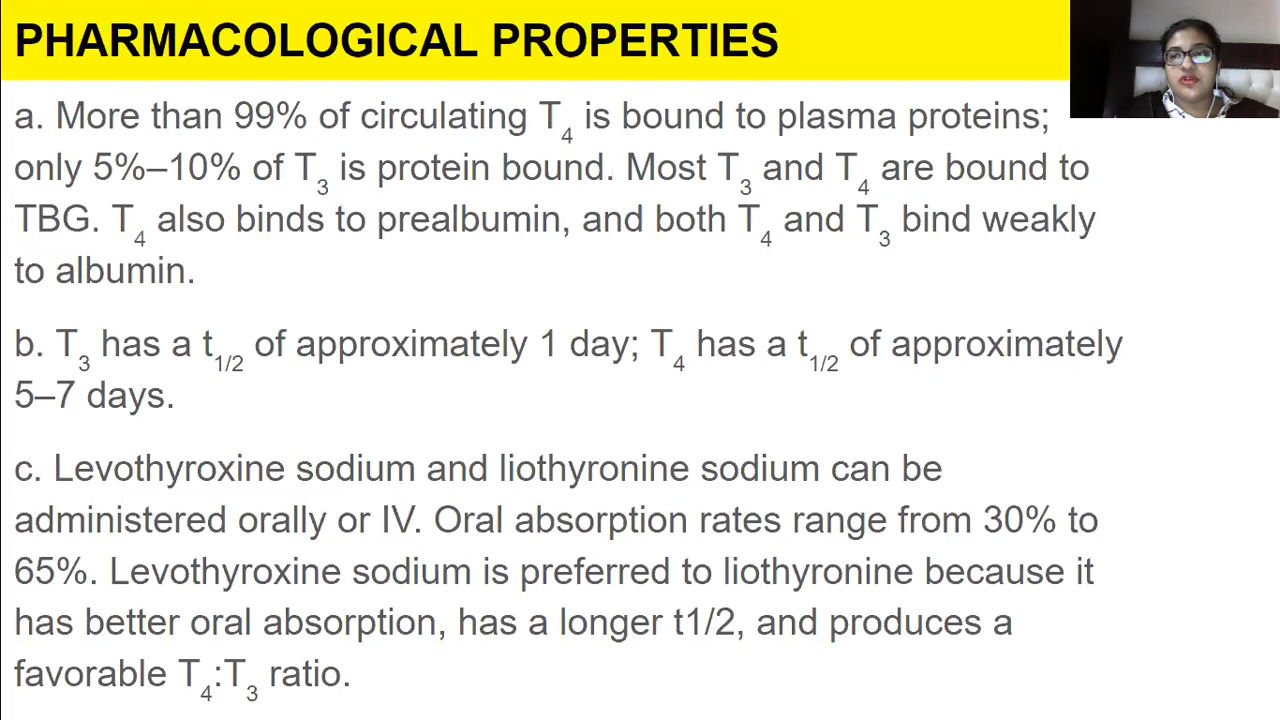 PHARMACOLOGICAL PROPERTIES
a. More than 99% of circulating T4 is bound to plasma proteins;
only 5%–10% of T3 is protein bound. Most T3 and T4 are bound to
TBG. T4 also binds to prealbumin, and both T4 and T3 bind weakly
to albumin.
b. T3 has a t1/2 of approximately 1 day; T4 has a t1/2 of approximately
5–7 days.
c. Levothyroxine sodium and liothyronine sodium can be
administered orally or IV. Oral absorption rates range from 30% to
65%. Levothyroxine sodium is preferred to liothyronine because it
has better oral absorption, has a longer t1/2, and produces a
favorable T4:T3 ratio.